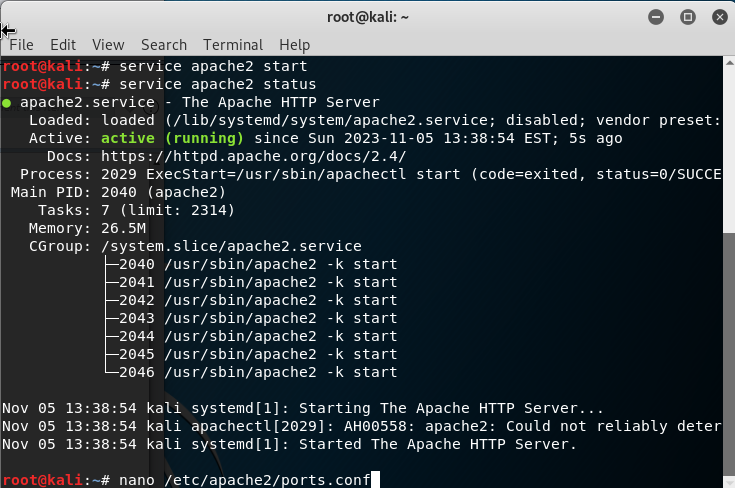 root@kali: ~
File Edit View Search Terminal Help
root@kali:~# service apache2 start
root@kali:~# service apache2 status
● apache2.service - The Apache HTTP Server
Loaded: loaded (/lib/systemd/system/apache2.service; disabled; vendor preset:
Active: active (running) since Sun 2023-11-05 13:38:54 EST; 5s ago
Docs: https://httpd.apache.org/docs/2.4/
Process: 2029 ExecStart=/usr/sbin/apachectl start (code=exited, status=0/SUCCE
Main PID: 2040 (apache2)
Tasks: 7 (limit: 2314)
Memory: 26.5M
CGroup: /system.slice/apache2.service
├─2040 /usr/sbin/apache2 -k start
├─2041 /usr/sbin/apache2 -k start
├─2042 /usr/sbin/apache2 -k start
├─2043 /usr/sbin/apache2 -k start
├─2044 /usr/sbin/apache2 -k start
├─2045 /usr/sbin/apache2 -k start
└─2046 /usr/sbin/apache2 -k start
Nov 05 13:38:54 kali systemd[1]: Starting The Apache HTTP Server...
Nov 05 13:38:54 kali apachectl[2029]: AH00558: apache2: Could not reliably deter
Nov 05 13:38:54 kali systemd[1]: Started The Apache HTTP Server.
root@kali:~# nano /etc/apache2/ports.conf